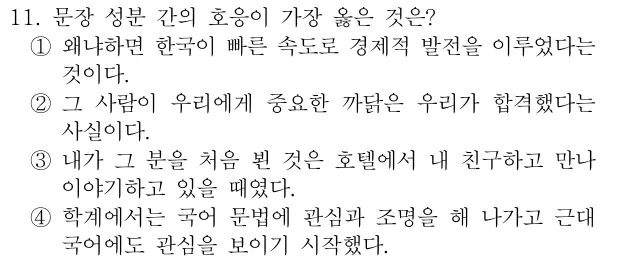 11. 문장 성분 간의 호응이 가장 옳은 것은?
① 왜냐하면 한국이 빠른 속도로 경제적 발전을 이루었다는
것이다.
② 그 사람이 우리에게 중요한 까닭은 우리가 합격했다는
사실이다.
③ 내가 그 분을 처음 뵌 것은 호텔에서 내 친구하고 만나
이야기하고 있을 때였다.
④ 학계에서는 국어 문법에 관심과 조명을 해 나가고 근대
국어에도 관심을 보이기 시작했다.